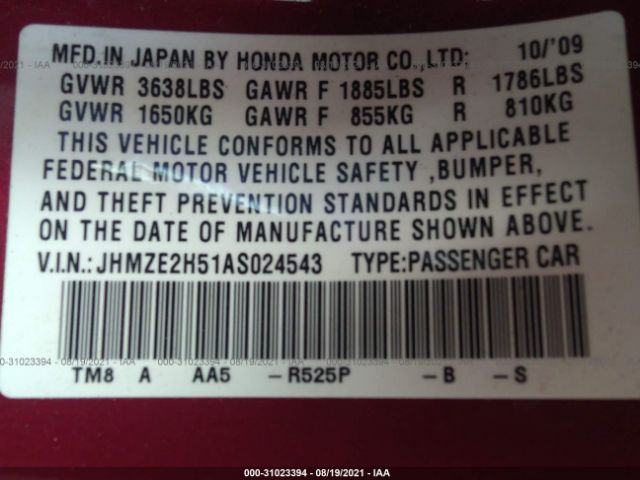 MFD IN JAPAN BY HONDA MOTOR CO.,LTD: 10/'09
GVWR 3638LBS GAWR F 1885LBS R 1786LBS
GVWR 1650KG GAWR F 855KG R 810KG
THIS VEHICLE CONFORMS TO ALL APPLICABLE
FEDERAL MOTOR VEHICLE SAFETY ,BUMPER,
AND THEFT PREVENTION STANDARDS IN EFFECT
ON THE DATE OF MANUFACTURE SHOWN ABOVE.
V.I.N.:JHMZE2H51AS024543 TYPE:PASSENGER CAR
TM8 A AA5 -R525P -B -S
000-31023394 - 08/19/2021 - IAA